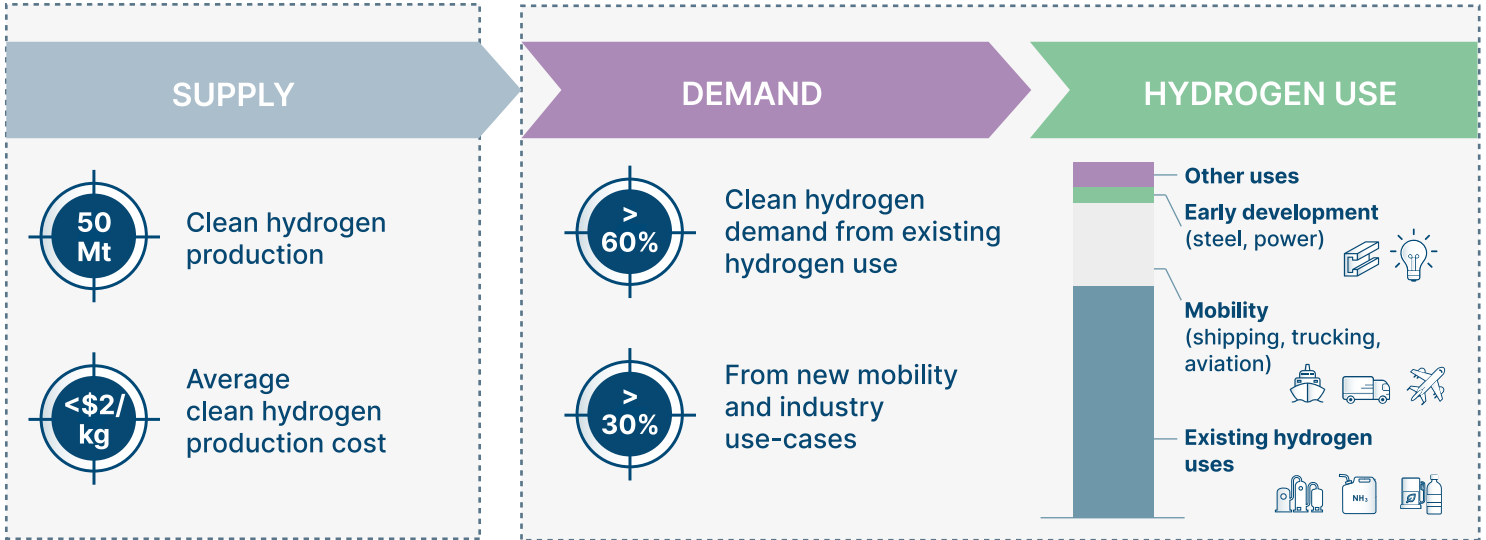 SUPPLY
50
Mt
Clean hydrogen
production
<$2/
kg
Average
clean hydrogen
production cost
DEMAND
>
60%
Clean hydrogen
demand from existing
hydrogen use
>
30%
From new mobility
and industry
use-cases
HYDROGEN USE
Other uses
Early development
(steel, power)
Mobility
(shipping, trucking,
aviation)
Existing hydrogen
uses
NH₃